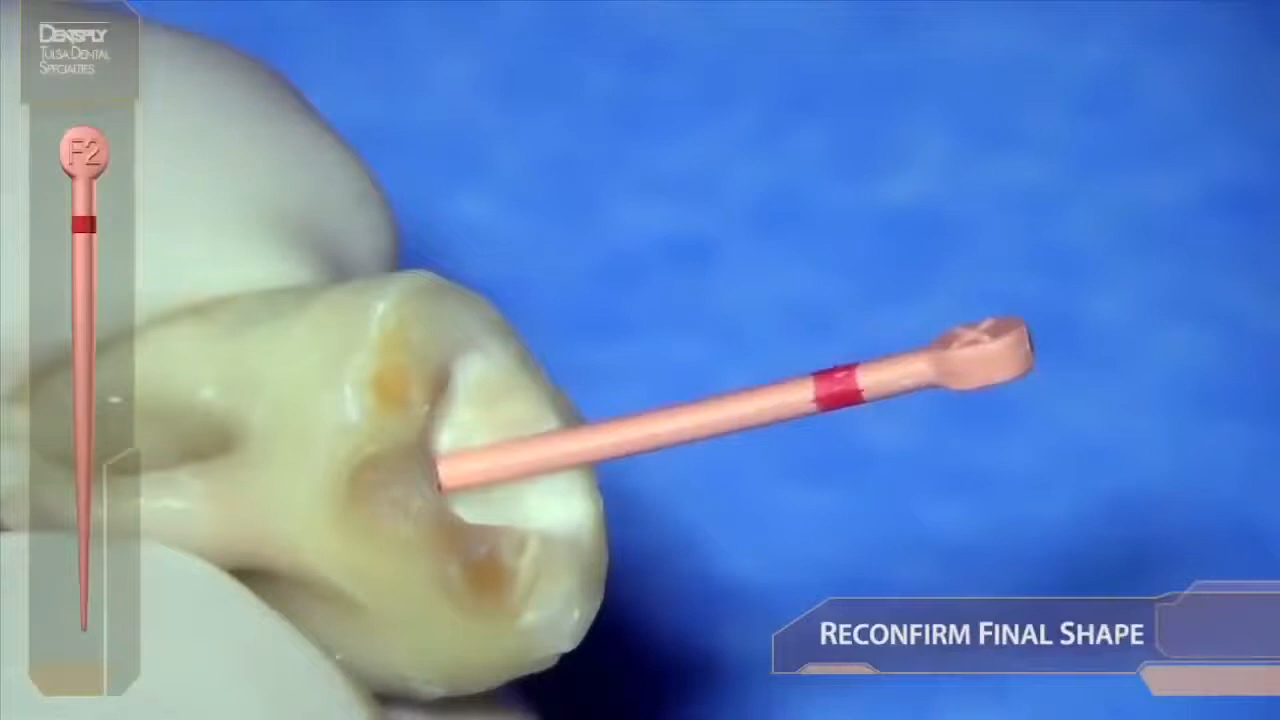 DENTSPLY
TULSA DENTAL
SPECIALTIES
F2
RECONFIRM FINAL SHAPE